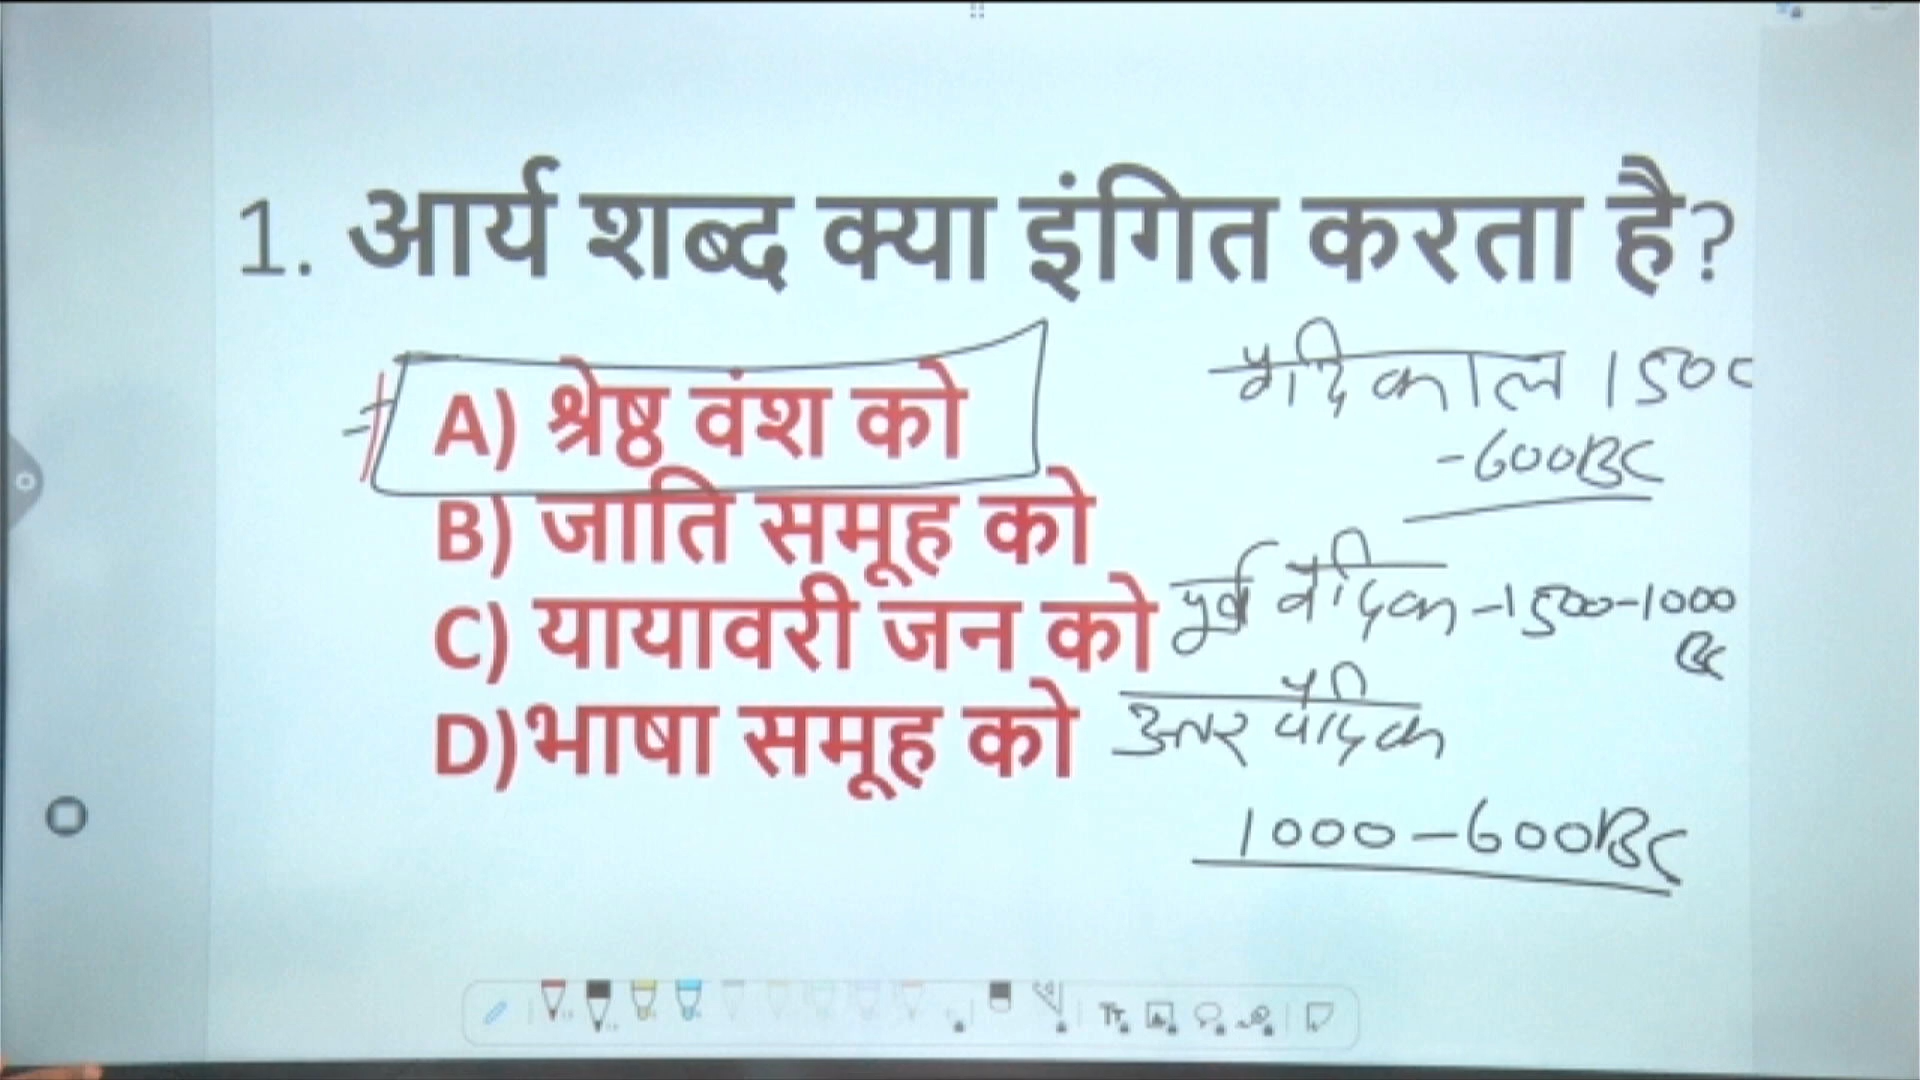 1. आर्य शब्द क्या इंगित करता है?
A) श्रेष्ठ वंश को
B) जाति समूह को
C) यायावरी जन को
D)भाषा समूह को
काल 1500
-600BC
पूर्व वैदिक -1500-1000
BC
उत्तर वैदिक
1000-600BC